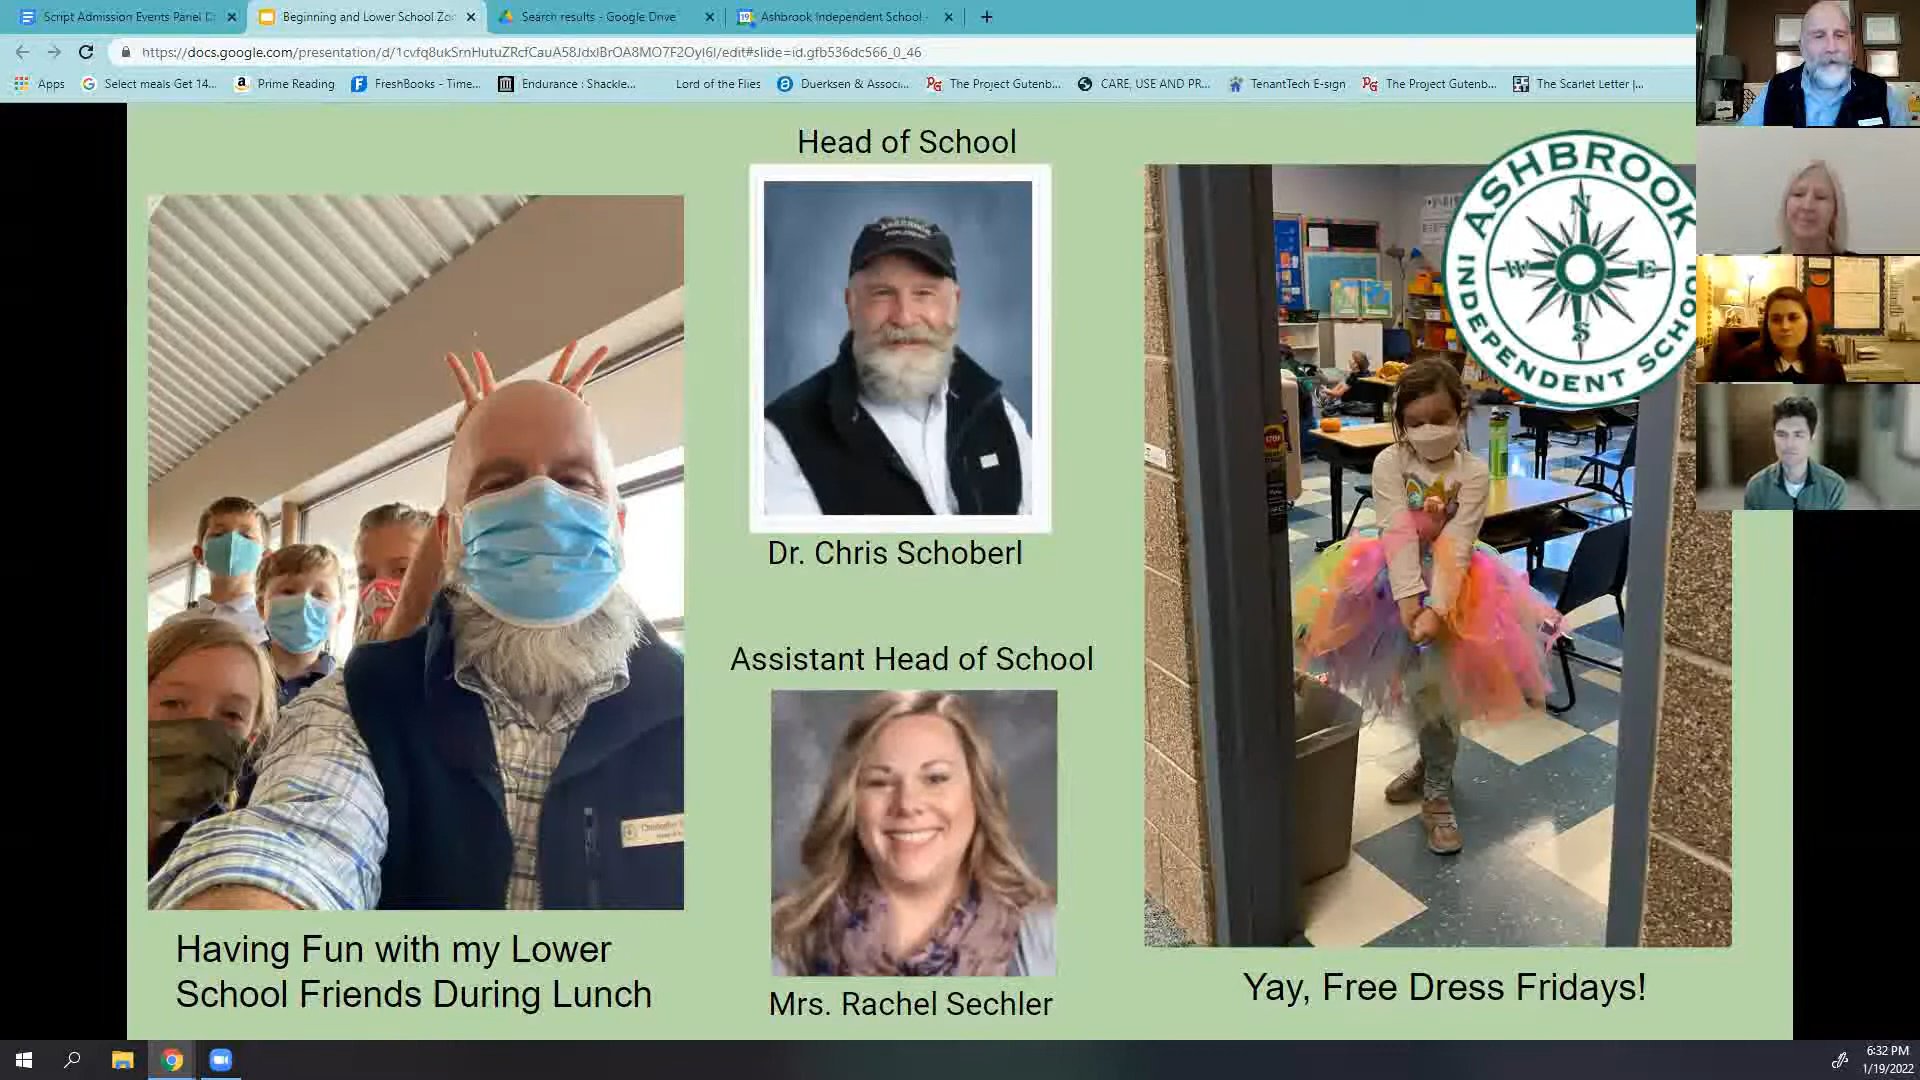 Script Admission Events Panel D
Beginning and Lower School Zo
Search results - Google Drive
Ashbrook Independent School -
https://docs.google.com/presentation/d/1cvfq8ukSrnHutuZRcfCauA58JdxlBrOA8MO7F2OyI6I/edit#slide=id.gfb536dc566_0_46
Apps
Select meals Get 14...
Prime Reading
FreshBooks - Time...
Endurance : Shackle...
Lord of the Flies
Duerksen & Associ...
The Project Gutenb...
CARE, USE AND PR...
TenantTech E-sign
The Project Gutenb...
The Scarlet Letter |...
Head of School
Dr. Chris Schoberl
Assistant Head of School
Mrs. Rachel Sechler
Having Fun with my Lower
School Friends During Lunch
ASHBROOK
INDEPENDENT SCHOOL
N
W
E
S
STOP
Yay, Free Dress Fridays!
6:32 PM
1/19/2022